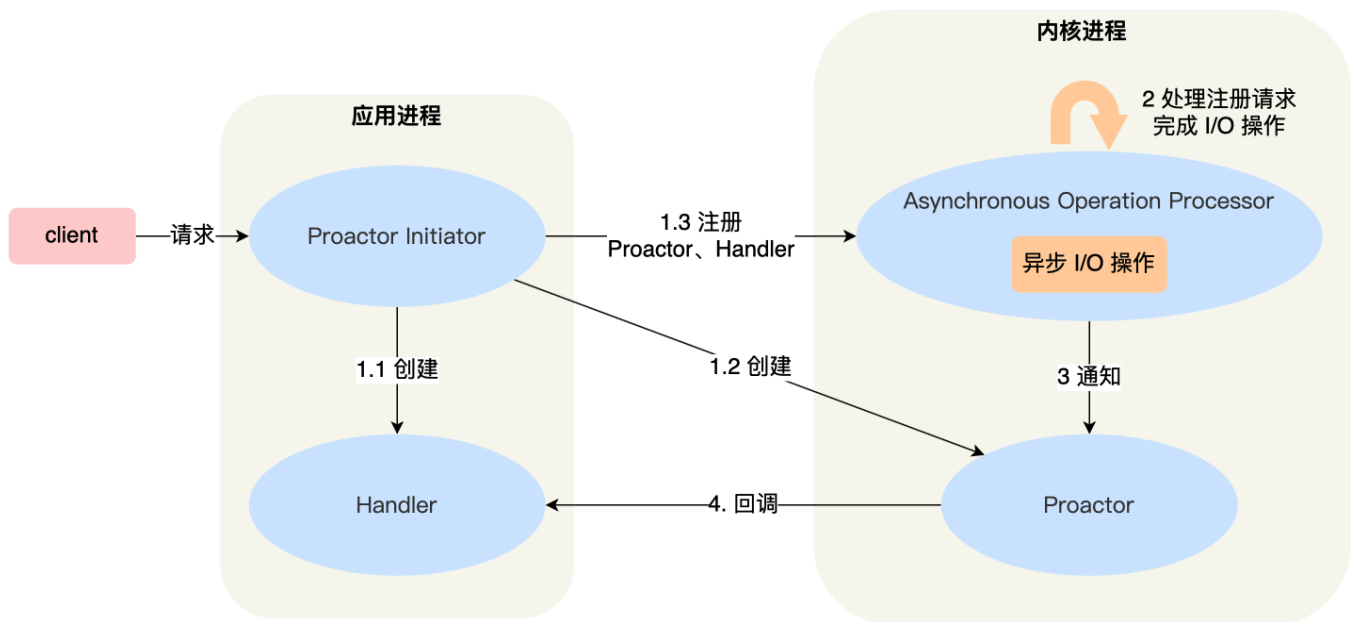 内核进程
2 处理注册请求
完成 I/O 操作
应用进程
Asynchronous Operation Processor
client
请求
Proactor Initiator
1.3 注册
Proactor、Handler
异步 I/O 操作
1.1 创建
1.2 创建
3 通知
Handler
4. 回调
Proactor